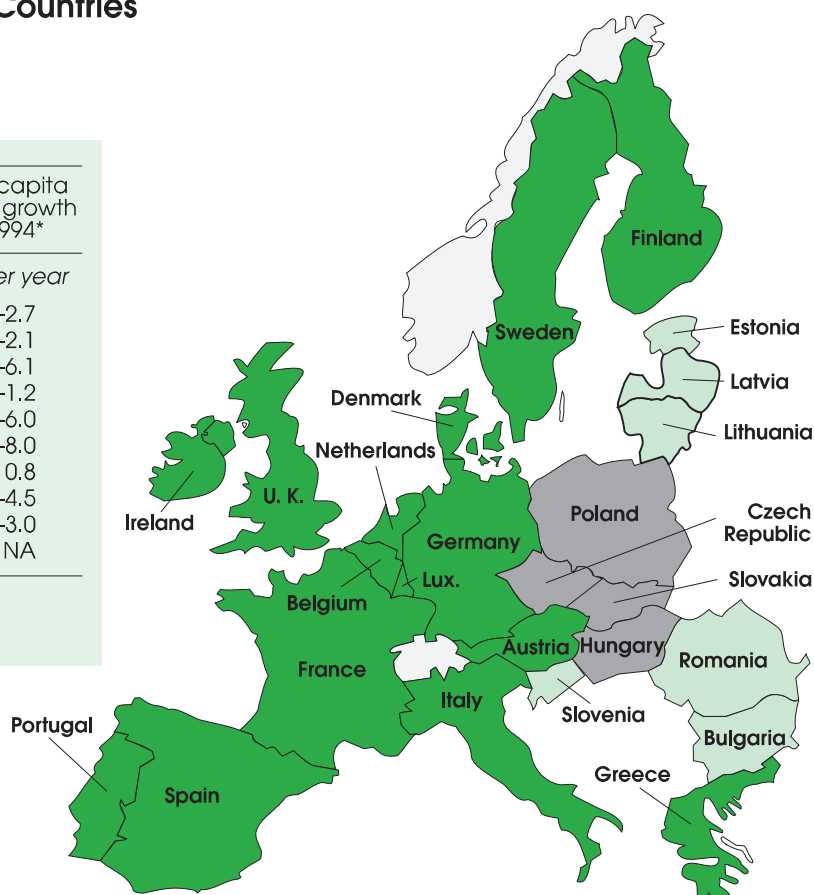 Countries
capita
growth
994*
er year
-2.7
-2.1
-6.1
-1.2
-6.0
-8.0
0.8
-4.5
-3.0
NA
Finland
Sweden
Estonia
Latvia
Lithuania
Denmark
Netherlands
U. K.
Ireland
Poland
Czech
Republic
Germany
Slovakia
Lux.
Belgium
Austria
Hungary
France
Romania
Italy
Slovenia
Portugal
Bulgaria
Greece
Spain